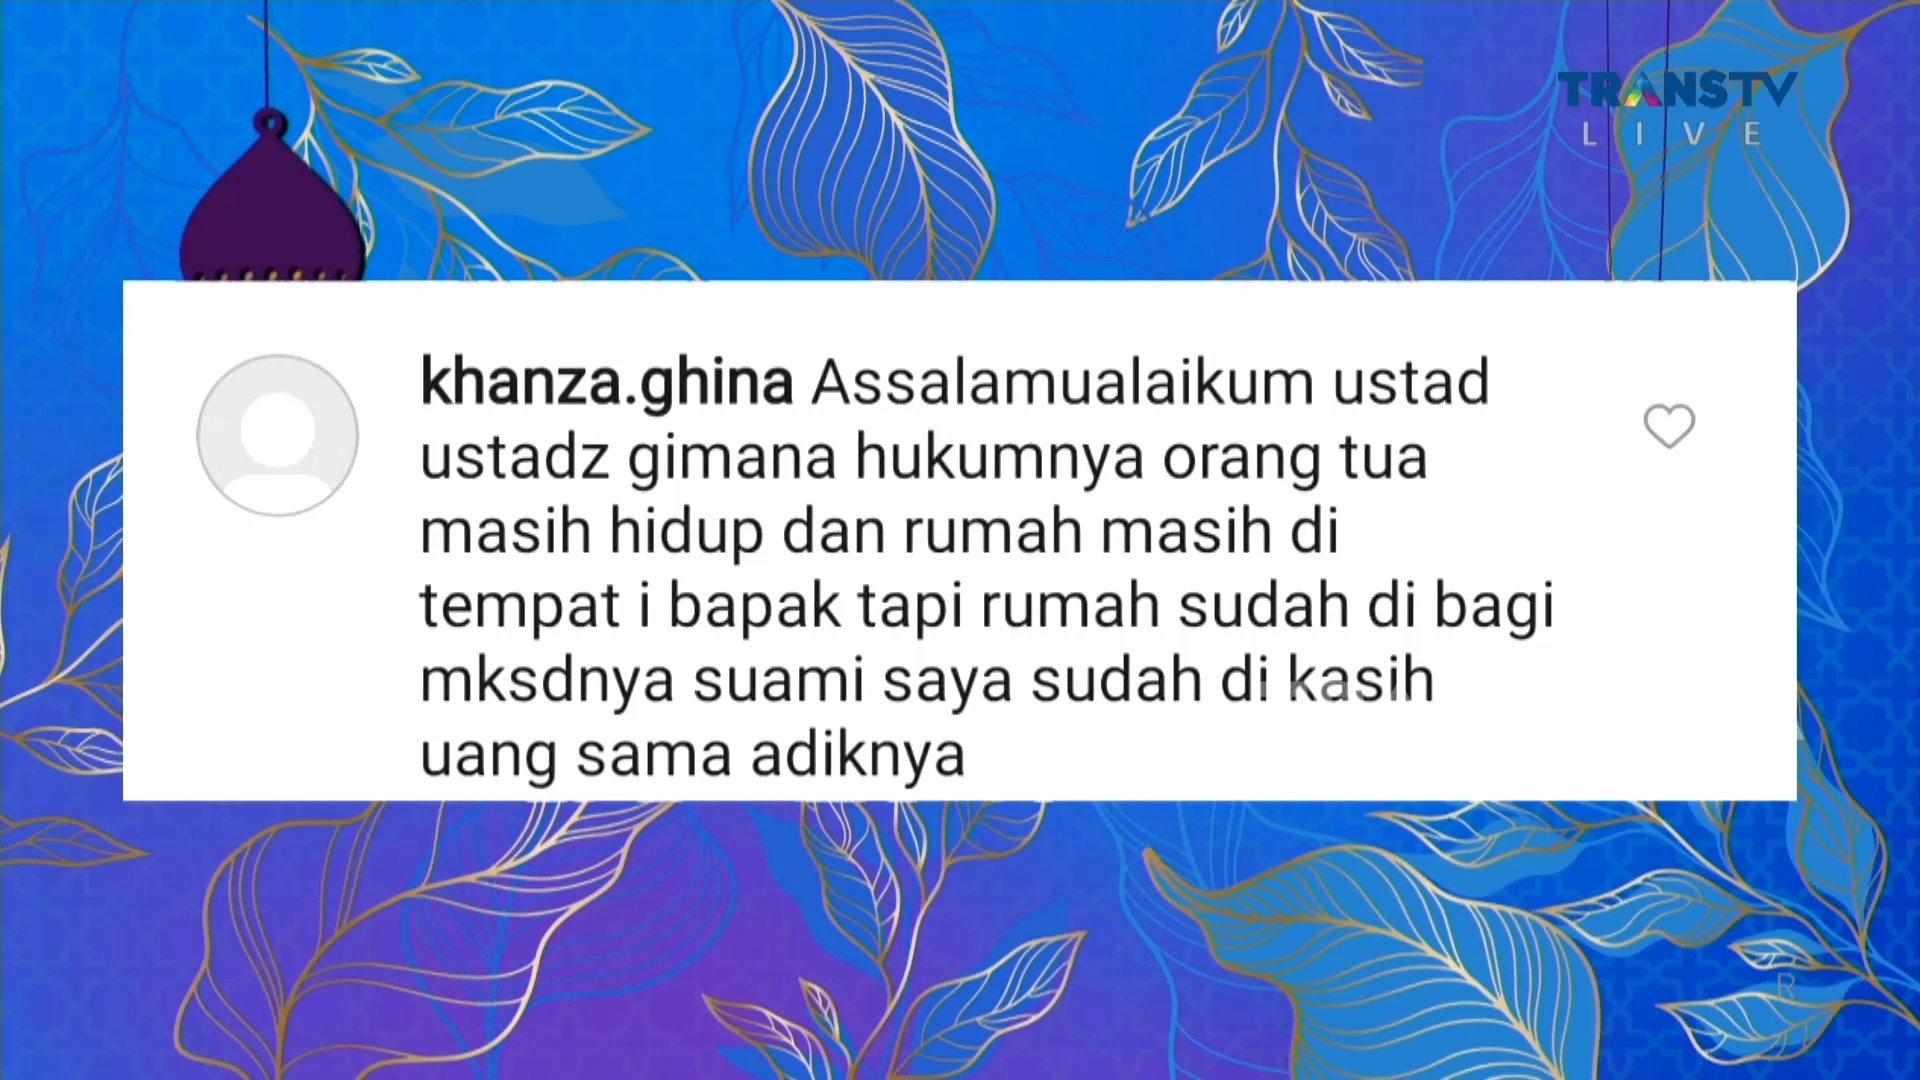 TRANSTV
LIVE
khanza.ghina Assalamualaikum ustad
ustadz gimana hukumnya orang tua
masih hidup dan rumah masih di
tempat i bapak tapi rumah sudah di bagi
mksdnya suami saya sudah di kasih
uang sama adiknya
R